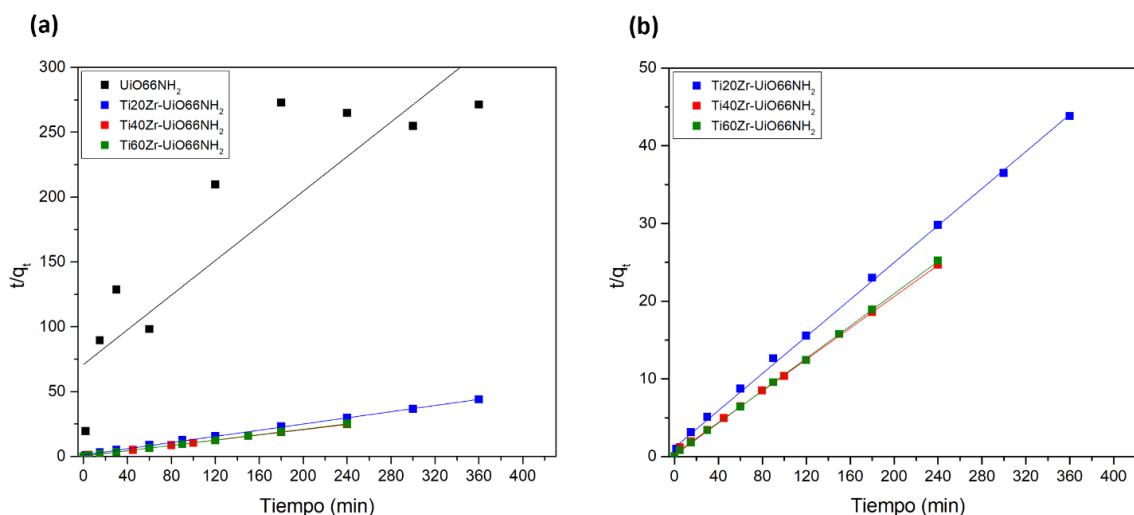 (a)
300
250
200
150
100
50
0
t/qt
UiO66NH2
Ti20Zr-UiO66NH2
Ti40Zr-UiO66NH2
Ti60Zr-UiO66NH2
0 40 80 120 160 200 240 280 320 360 400
Tiempo (min)
(b)
50
40
30
20
10
0
t/qt
Ti20Zr-UiO66NH2
Ti40Zr-UiO66NH2
Ti60Zr-UiO66NH2
0 40 80 120 160 200 240 280 320 360 400
Tiempo (min)